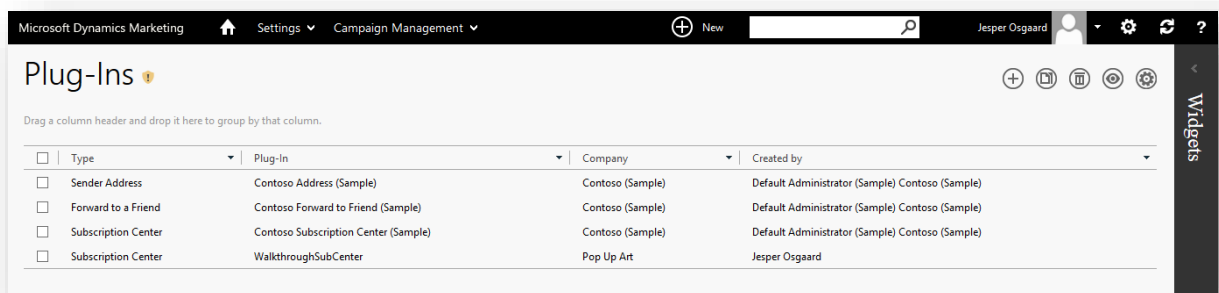 Microsoft Dynamics Marketing Settings Campaign Management New Jesper Osgaard ?
Plug-Ins
Widgets
Drag a column header and drop it here to group by that column.
Type Plug-In Company Created by
Sender Address Contoso Address (Sample) Contoso (Sample) Default Administrator (Sample) Contoso (Sample)
Forward to a Friend Contoso Forward to Friend (Sample) Contoso (Sample) Default Administrator (Sample) Contoso (Sample)
Subscription Center Contoso Subscription Center (Sample) Contoso (Sample) Default Administrator (Sample) Contoso (Sample)
Subscription Center WalkthroughSubCenter Pop Up Art Jesper Osgaard